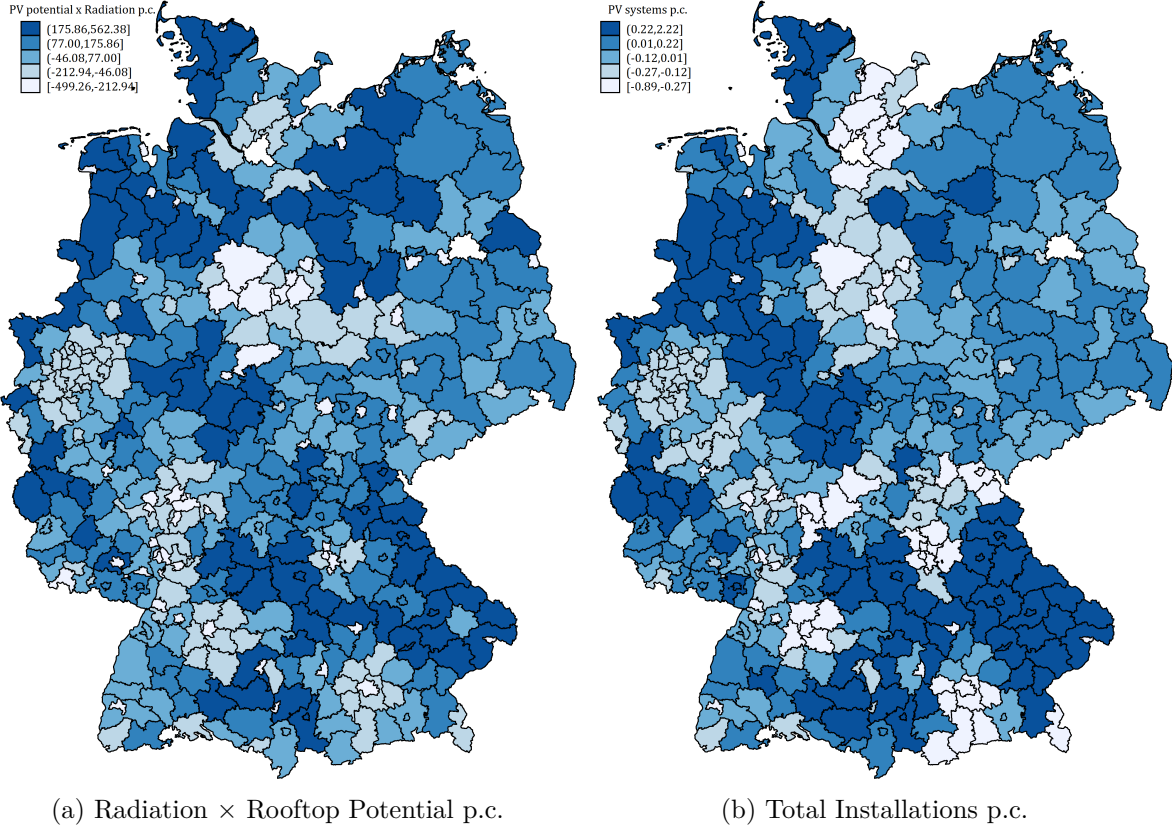 PV potential x Radiation p.c.
(175.86,562.38]
(77.00,175.86]
(-46.08,77.00]
(-212.94,-46.08]
[-499.26,-212.94]
PV systems p.c.
(0.22,2.22]
(0.01,0.22]
(-0.12,0.01]
(-0.27,-0.12]
[-0.89,-0.27]
(a) Radiation × Rooftop Potential p.c.
(b) Total Installations p.c.